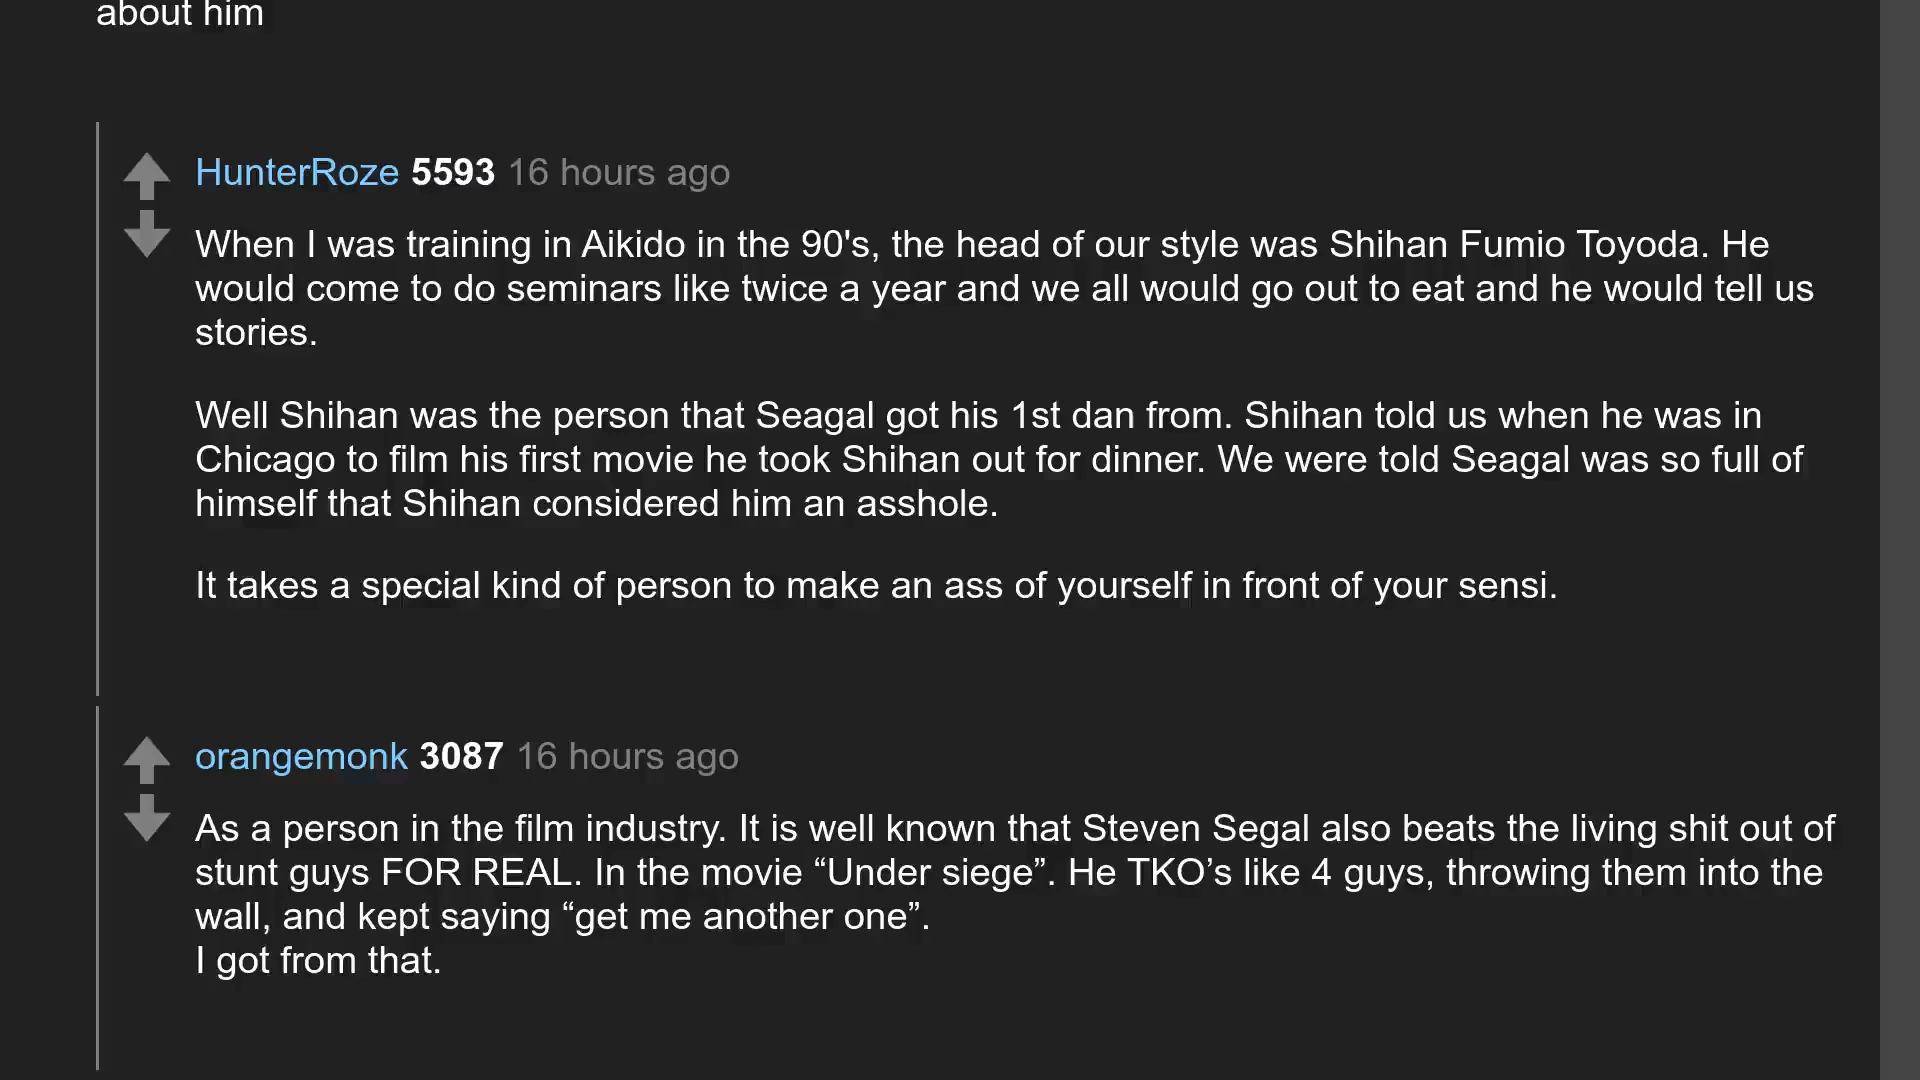 about him
HunterRoze 5593 16 hours ago
When I was training in Aikido in the 90's, the head of our style was Shihan Fumio Toyoda. He
would come to do seminars like twice a year and we all would go out to eat and he would tell us
stories.
Well Shihan was the person that Seagal got his 1st dan from. Shihan told us when he was in
Chicago to film his first movie he took Shihan out for dinner. We were told Seagal was so full of
himself that Shihan considered him an asshole.
It takes a special kind of person to make an ass of yourself in front of your sensi.
orangemonk 3087 16 hours ago
As a person in the film industry. It is well known that Steven Segal also beats the living shit out of
stunt guys FOR REAL. In the movie “Under siege”. He TKO’s like 4 guys, throwing them into the
wall, and kept saying “get me another one”.
I got from that.